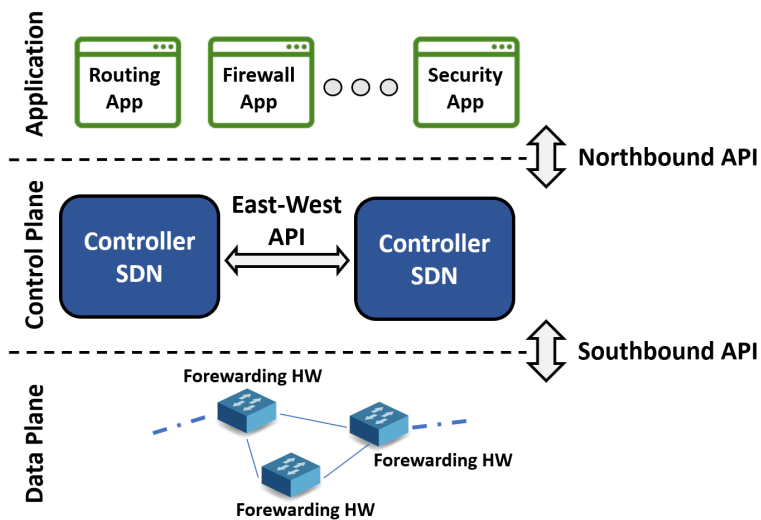 Application
Routing
App
Firewall
App
Security
App
Northbound API
Control Plane
Controller
SDN
East-West
API
Controller
SDN
Southbound API
Data Plane
Forewarding HW
Forewarding HW
Forewarding HW